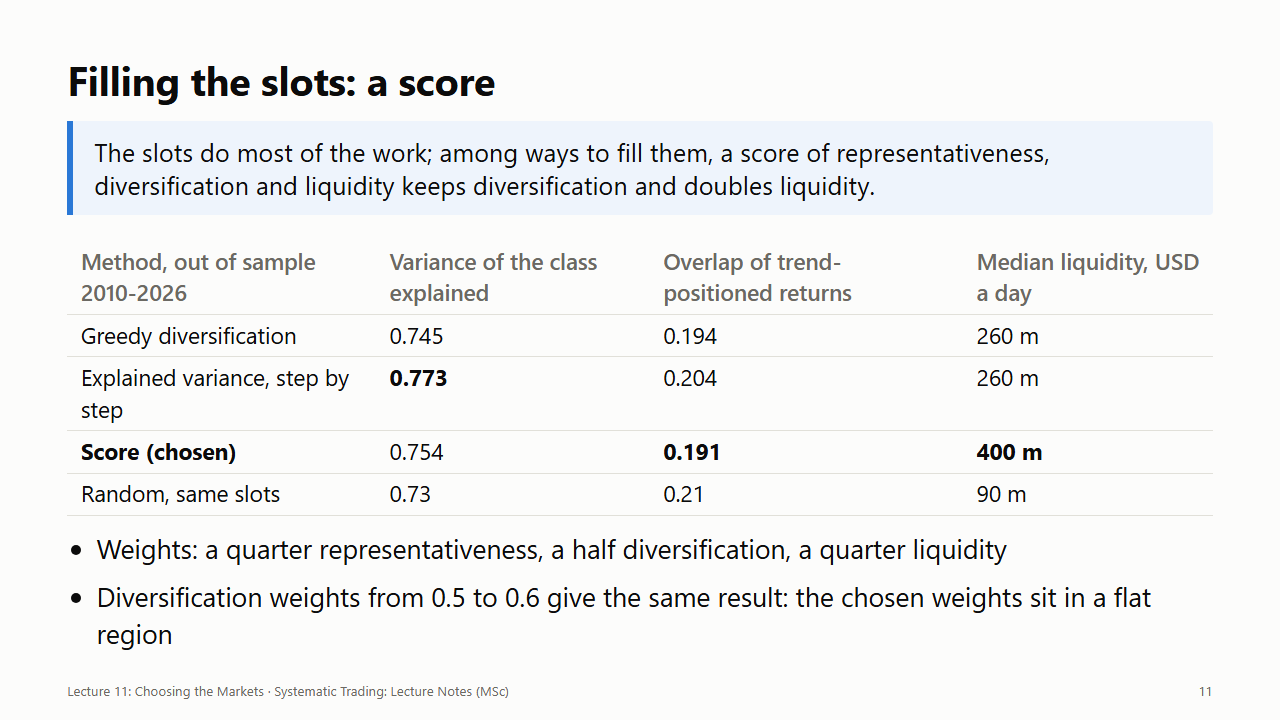 Filling the slots: a score
The slots do most of the work; among ways to fill them, a score of representativeness,
diversification and liquidity keeps diversification and doubles liquidity.
Method, out of sample 2010-2026
Variance of the class explained
Overlap of trend-positioned returns
Median liquidity, USD a day
Greedy diversification 0.745 0.194 260 m
Explained variance, step by step 0.773 0.204 260 m
Score (chosen) 0.754 0.191 400 m
Random, same slots 0.73 0.21 90 m
• Weights: a quarter representativeness, a half diversification, a quarter liquidity
• Diversification weights from 0.5 to 0.6 give the same result: the chosen weights sit in a flat
region
Lecture 11: Choosing the Markets · Systematic Trading: Lecture Notes (MSc) 11